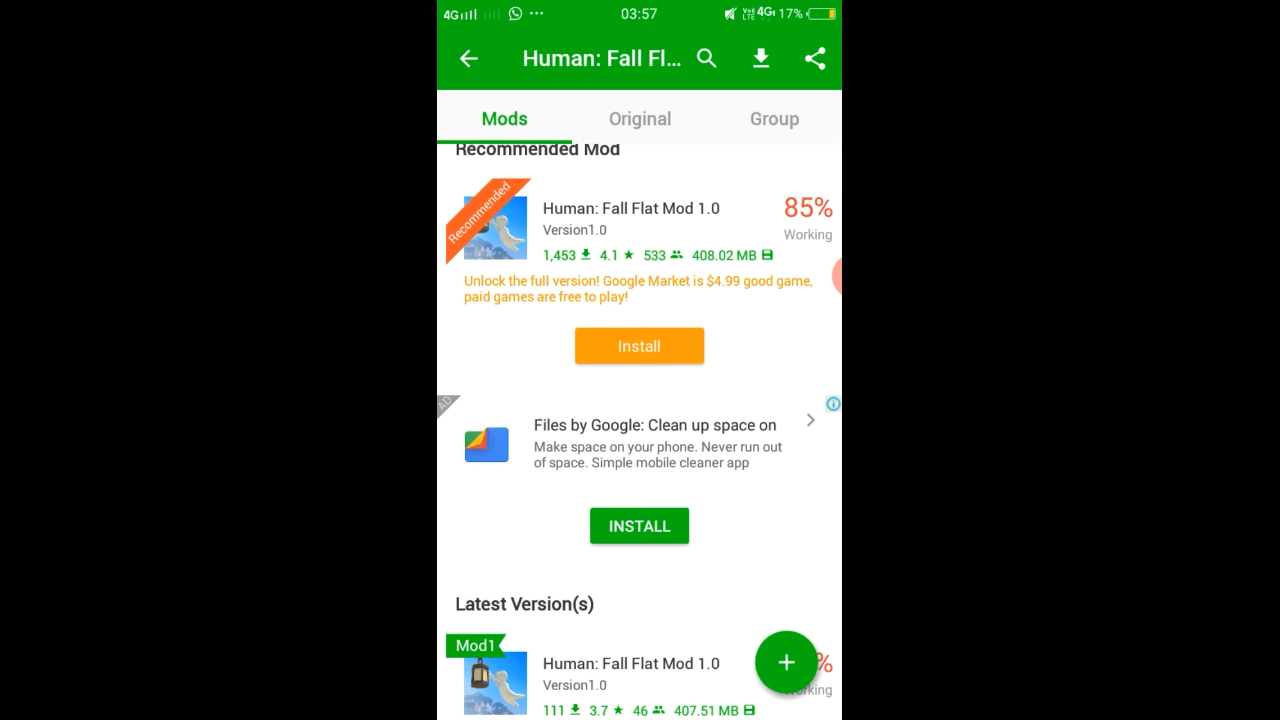 4G 03:57 VoLTE 4G 17%
Human: Fall Fl...
Mods Original Group
Recommended Mod
Recommended
Human: Fall Flat Mod 1.0 85%
Version1.0 Working
1,453 4.1 533 408.02 MB
Unlock the full version! Google Market is $4.99 good game,
paid games are free to play!
Install
AD
Files by Google: Clean up space on
Make space on your phone. Never run out
of space. Simple mobile cleaner app
INSTALL
Latest Version(s)
Mod1
Human: Fall Flat Mod 1.0 %
Version1.0
111 3.7 46 407.51 MB